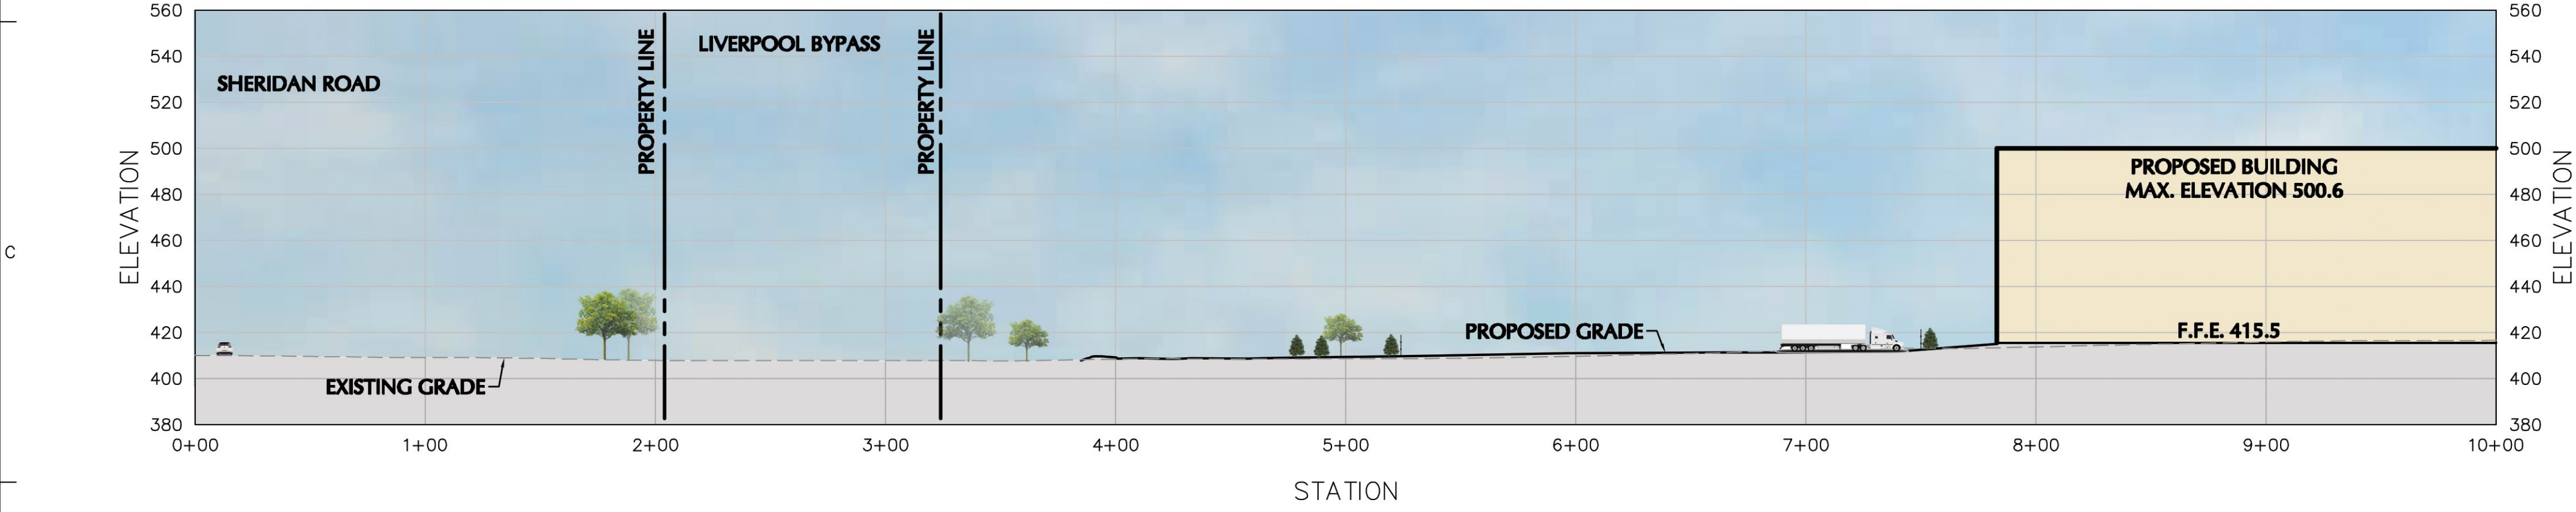 560
560
LIVERPOOL BYPASS
540
540
SHERIDAN ROAD
PROPERTY LINE
PROPERTY LINE
520
520
500
500
PROPOSED BUILDING
MAX. ELEVATION 500.6
480
480
ELEVATION
ELEVATION
460
460
C
440
440
420
PROPOSED GRADE
F.F.E. 415.5
420
400
EXISTING GRADE
400
380
380
0+00 1+00 2+00 3+00 4+00 5+00 6+00 7+00 8+00 9+00 10+00
STATION